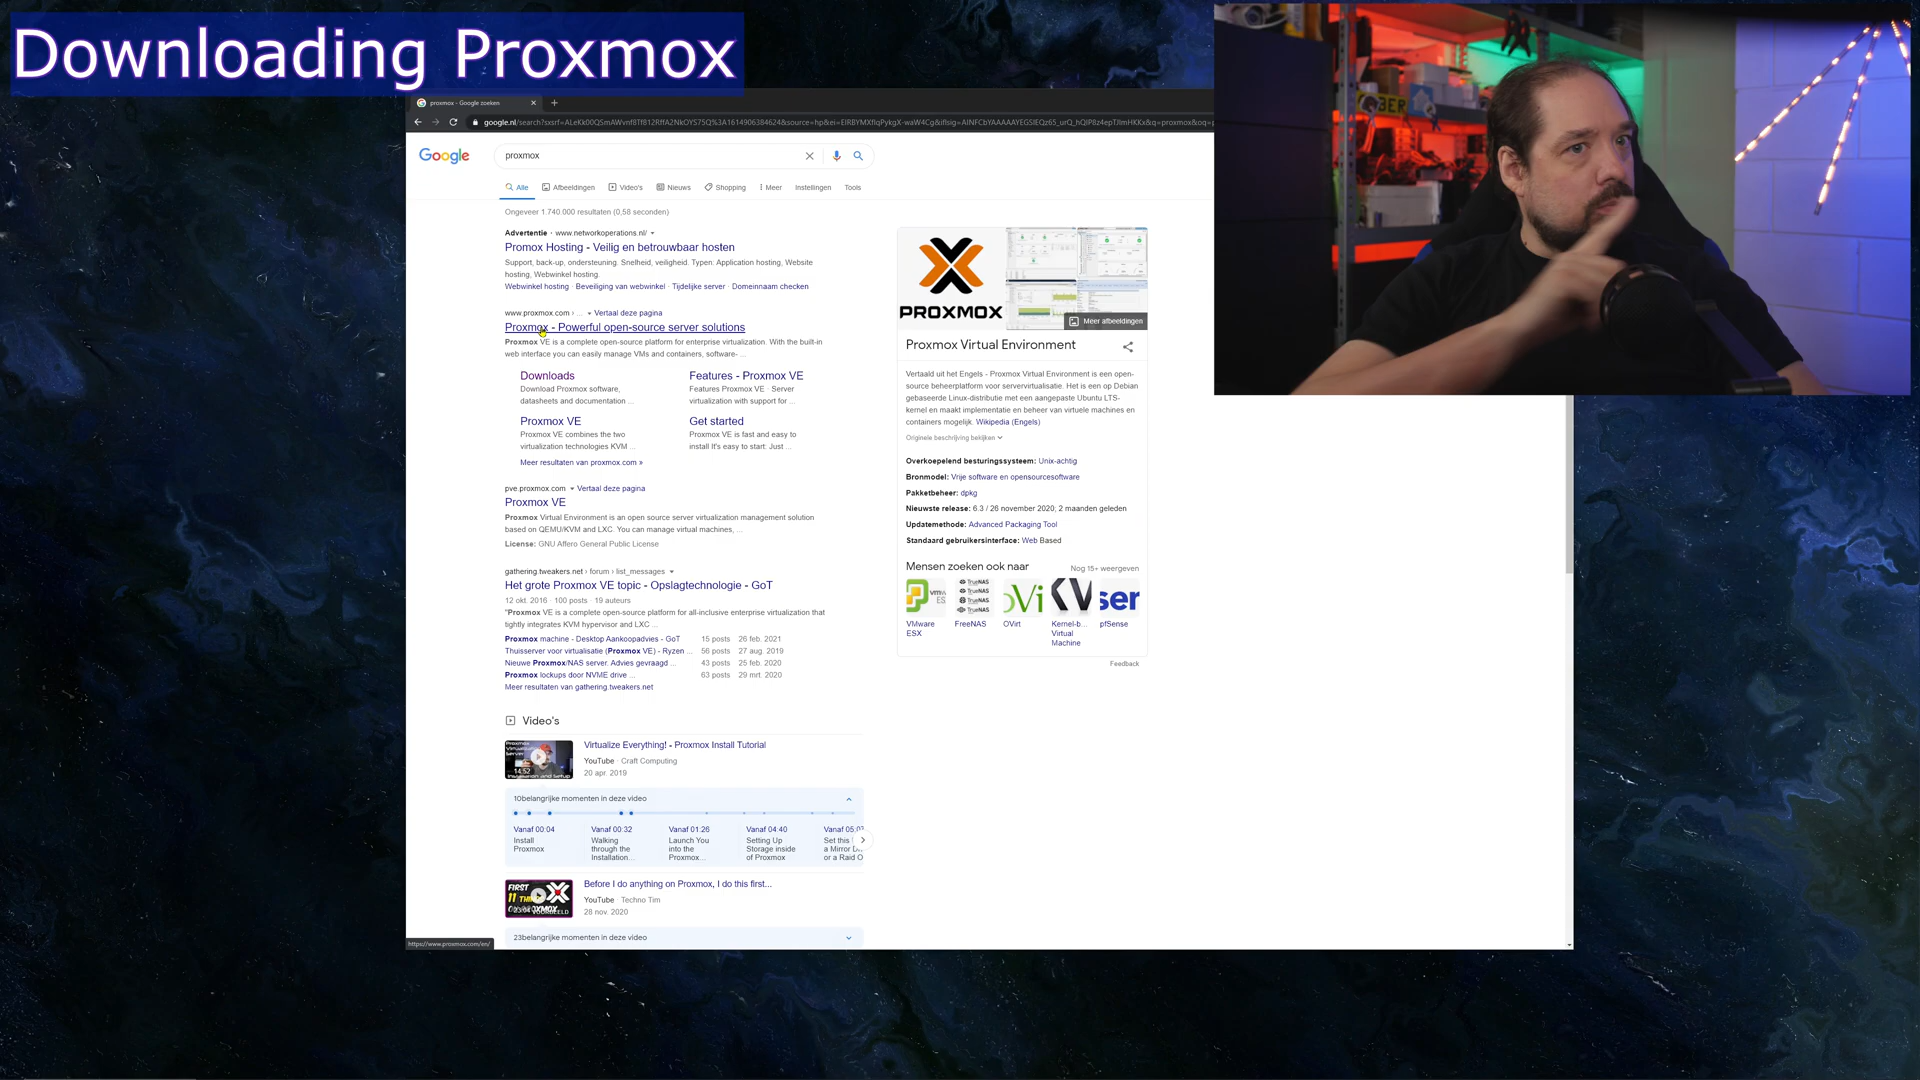 Downloading Proxmox
proxmox - Google zoeken
Google
proxmox
Alle
Afbeeldingen
Video's
Nieuws
Shopping
Meer
Instellingen
Tools
Ongeveer 1.740.000 resultaten (0,58 seconden)
Advertentie · www.networkoperations.nl/
Promox Hosting - Veilig en betrouwbaar hosten
Support, back-up, ondersteuning. Snelheid, veiligheid. Typen: Application hosting, Website
hosting, Webwinkel hosting.
Webwinkel hosting · Beveiliging van webwinkel · Tijdelijke server · Domeinnaam checken
www.proxmox.com › ... Vertaal deze pagina
Proxmox - Powerful open-source server solutions
Proxmox VE is a complete open-source platform for enterprise virtualization. With the built-in
web interface you can easily manage VMs and containers, software- ...
Downloads
Download Proxmox software,
datasheets and documentation ...
Features - Proxmox VE
Features Proxmox VE · Server
virtualization with support for ...
Proxmox VE
Proxmox VE combines the two
virtualization technologies KVM ...
Get started
Proxmox VE is fast and easy to
install It's easy to start: Just ...
Meer resultaten van proxmox.com »
pve.proxmox.com Vertaal deze pagina
Proxmox VE
Proxmox Virtual Environment is an open source server virtualization management solution
based on QEMU/KVM and LXC. You can manage virtual machines, ...
License: GNU Affero General Public License
gathering.tweakers.net › forum › list_messages
Het grote Proxmox VE topic - Opslagtechnologie - GoT
12 okt. 2016 · 100 posts · 19 auteurs
"Proxmox VE is a complete open-source platform for all-inclusive enterprise virtualization that
tightly integrates KVM hypervisor and LXC ...
Proxmox machine - Desktop Aankoopadvies - GoT 15 posts 26 feb. 2021
Thuisserver voor virtualisatie (Proxmox VE) - Ryzen ... 56 posts 27 aug. 2019
Nieuwe Proxmox/NAS server. Advies gevraagd ... 43 posts 25 feb. 2020
Proxmox lockups door NVME drive ... 63 posts 29 mrt. 2020
Meer resultaten van gathering.tweakers.net
Video's
Virtualize Everything! - Proxmox Install Tutorial
YouTube · Craft Computing
20 apr. 2019
14:52
10belangrijke momenten in deze video
Vanaf 00:04
Install
Proxmox
Vanaf 00:32
Walking
through the
Installation...
Vanaf 01:26
Launch You
into the
Proxmox...
Vanaf 04:40
Setting Up
Storage inside
of Proxmox
Vanaf 05:0
Set this
a Mirror
or a Raid O
Before I do anything on Proxmox, I do this first...
YouTube · Techno Tim
28 nov. 2020
FIRST
11
23:04
VOORBEELD
23belangrijke momenten in deze video
https://www.proxmox.com/en/
PROXMOX
Meer afbeeldingen
Proxmox Virtual Environment
Vertaald uit het Engels - Proxmox Virtual Environment is een open-
source beheerplatform voor servervirtualisatie. Het is een op Debian
gebaseerde Linux-distributie met een aangepaste Ubuntu LTS-
kernel en maakt implementatie en beheer van virtuele machines en
containers mogelijk. Wikipedia (Engels)
Originele beschrijving bekijken
Overkoepelend besturingssysteem: Unix-achtig
Bronmodel: Vrije software en opensourcesoftware
Pakketbeheer: dpkg
Nieuwste release: 6.3 / 26 november 2020; 2 maanden geleden
Updatemethode: Advanced Packaging Tool
Standaard gebruikersinterface: Web Based
Mensen zoeken ook naar
Nog 15+ weergeven
VMware
ESX
FreeNAS
OVirt
Kernel-b...
Virtual
Machine
pfSense
Feedback